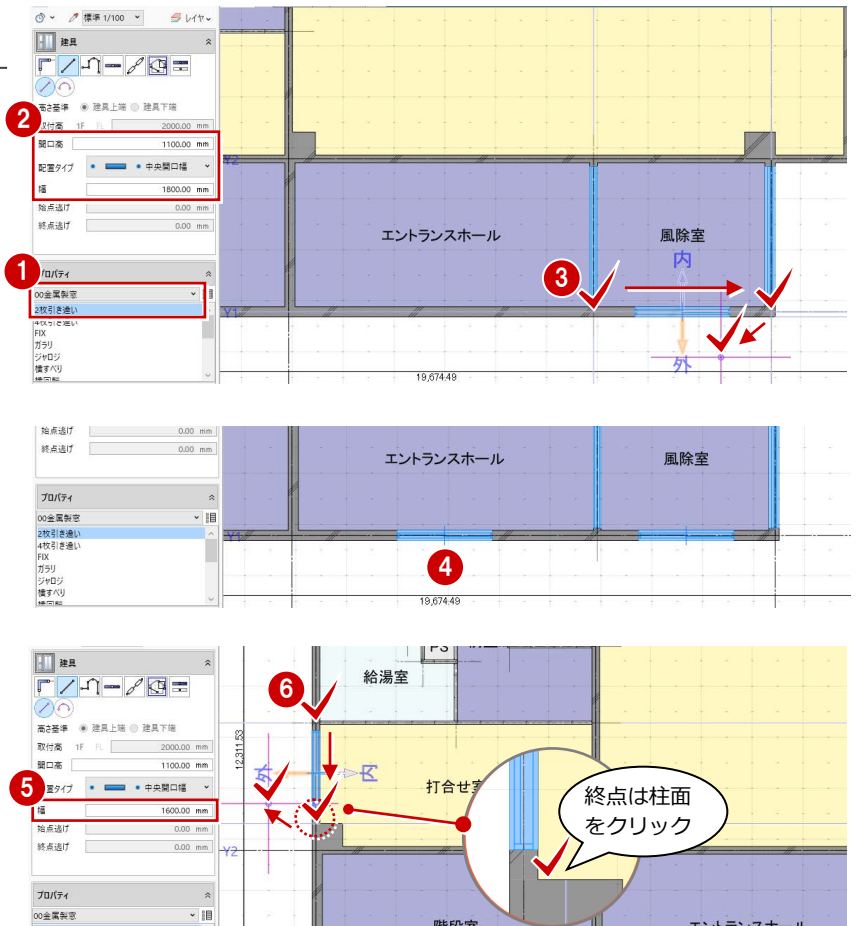 標準 1/100
レイヤ
建具
高さ基準 建具上端 建具下端
2
取付高 1F FL 2000.00 mm
開口高 1100.00 mm
配置タイプ 中央開口幅
幅 1800.00 mm
始点逃げ 0.00 mm
終点逃げ 0.00 mm
1
プロパティ
00金属製窓
2枚引き違い
4枚引き違い
FIX
ガラリ
ジャロジ
横すべり
Y2
エントランスホール
風除室
内
3
Y1
外
19,674.49
始点逃げ 0.00 mm
終点逃げ 0.00 mm
プロパティ
00金属製窓
2枚引き違い
4枚引き違い
FIX
ガラリ
ジャロジ
横すべり
エントランスホール
風除室
Y1
4
19,674.49
建具
高さ基準 建具上端 建具下端
取付高 1F FL 2000.00 mm
開口高 1100.00 mm
5
配置タイプ 中央開口幅
幅 1600.00 mm
始点逃げ 0.00 mm
終点逃げ 0.00 mm
プロパティ
00金属製窓
PS
給湯室
6
12,311.53
外
内
打合せ室
終点は柱面
をクリック
Y2
階段室
エントランスホール